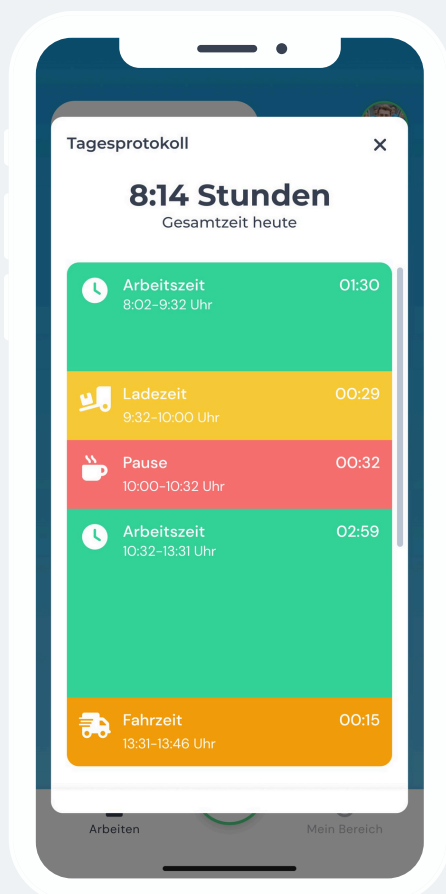 Tagesprotokoll
8:14 Stunden
Gesamtzeit heute
Arbeitszeit 01:30
8:02-9:32 Uhr
Ladezeit 00:29
9:32-10:00 Uhr
Pause 00:32
10:00-10:32 Uhr
Arbeitszeit 02:59
10:32-13:31 Uhr
Fahrzeit 00:15
13:31-13:46 Uhr
Arbeiten Mein Bereich